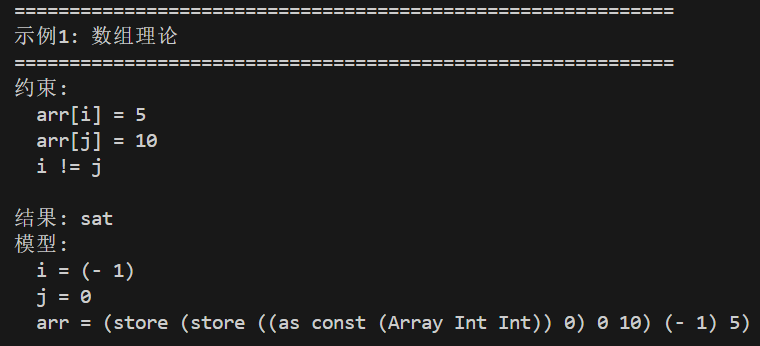 ============================================================
示例1: 数组理论
============================================================
约束:
  arr[i] = 5
  arr[j] = 10
  i != j

结果: sat
模型:
  i = (- 1)
  j = 0
  arr = (store (store ((as const (Array Int Int)) 0) 0 10) (- 1) 5)